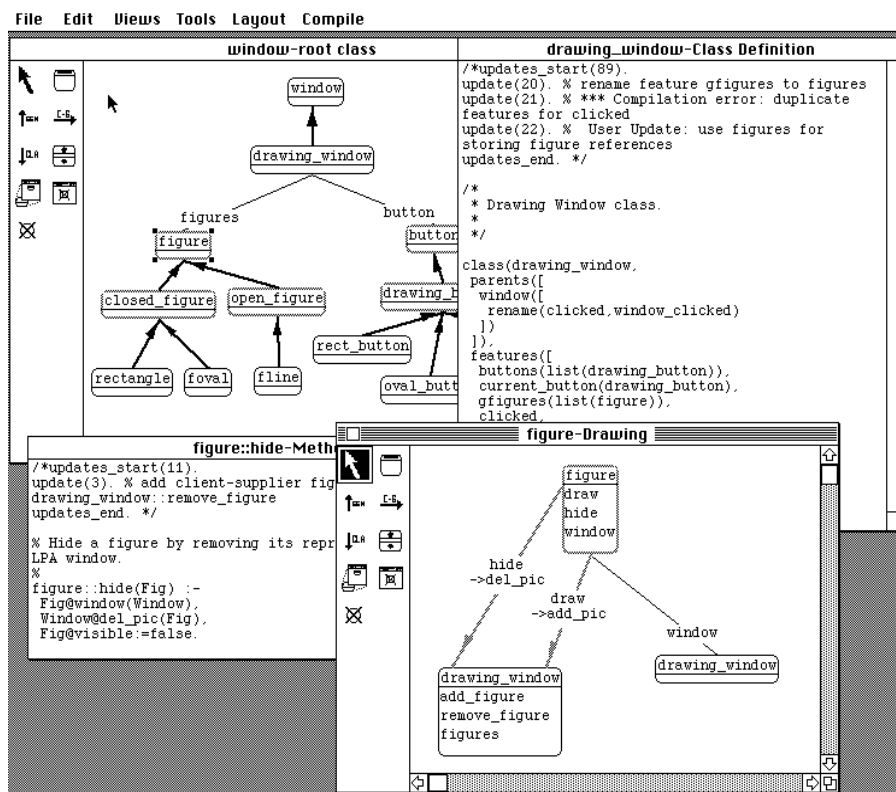 File Edit Views Tools Layout Compile
window-root class
window
drawing_window
figures
button
figure
button
closed_figure
open_figure
drawing_b
rect_button
rectangle
foval
fline
oval_butt
drawing_window-Class Definition
/*updates_start(89).
update(20). % rename feature gfigures to figures
update(21). % *** Compilation error: duplicate
features for clicked
update(22). %  User Update: use figures for
storing figure references
updates_end. */
/*
 * Drawing Window class.
 *
 */
class(drawing_window,
 parents([
  window([
   rename(clicked,window_clicked)
  ])
 ]),
 features([
  buttons(list(drawing_button)),
  current_button(drawing_button),
  gfigures(list(figure)),
  clicked,
figure::hide-Meth
/*updates_start(11).
update(3). % add client-supplier fig
drawing_window::remove_figure
updates_end. */
% Hide a figure by removing its repr
LPA window.
%
figure::hide(Fig) :-
 Fig@window(Window),
 Window@del_pic(Fig),
 Fig@visible:=false.
figure-Drawing
figure
draw
hide
window
hide
->del_pic
draw
->add_pic
window
drawing_window
drawing_window
add_figure
remove_figure
figures